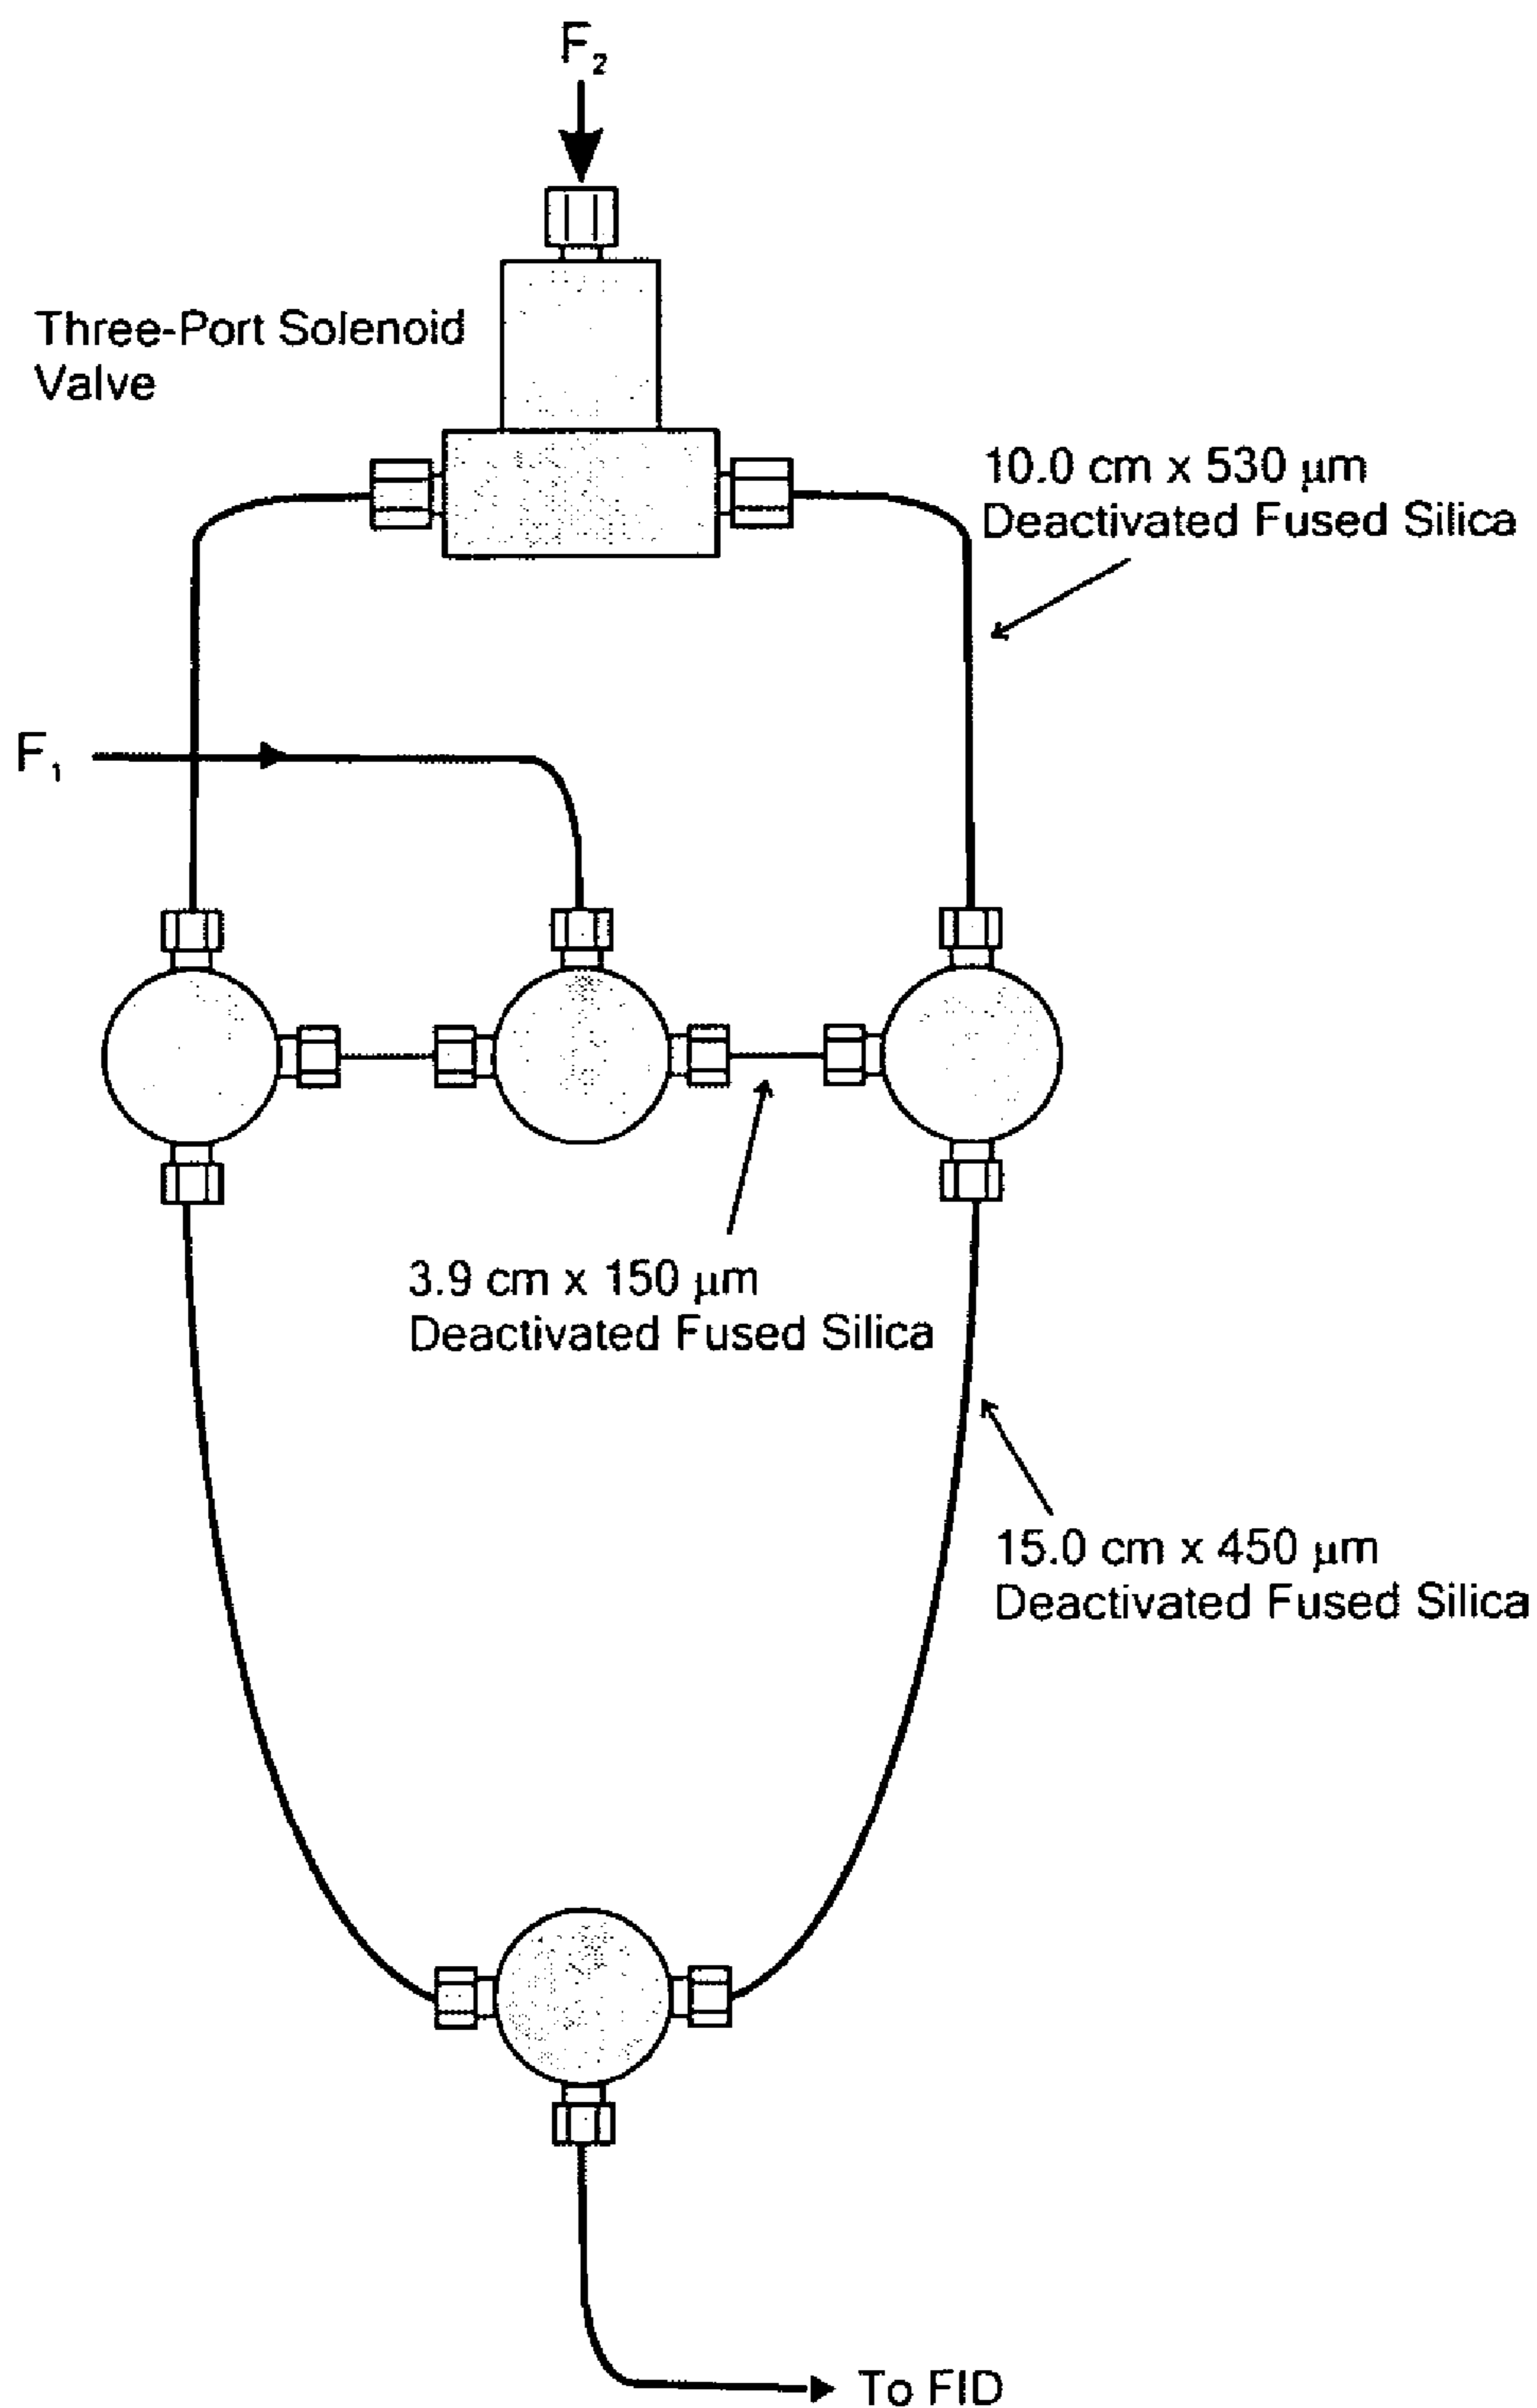 F₂
Three-Port Solenoid
Valve
10.0 cm x 530 μm
Deactivated Fused Silica
F₁
3.9 cm x 150 μm
Deactivated Fused Silica
15.0 cm x 450 μm
Deactivated Fused Silica
To FID